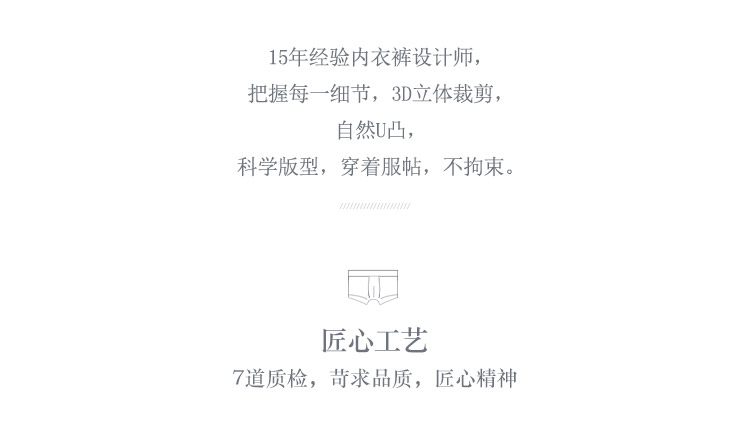 15年经验内衣裤设计师，
把握每一细节，3D立体裁剪，
自然U凸，
科学版型，穿着服帖，不拘束。
匠心工艺
7道质检，苛求品质，匠心精神